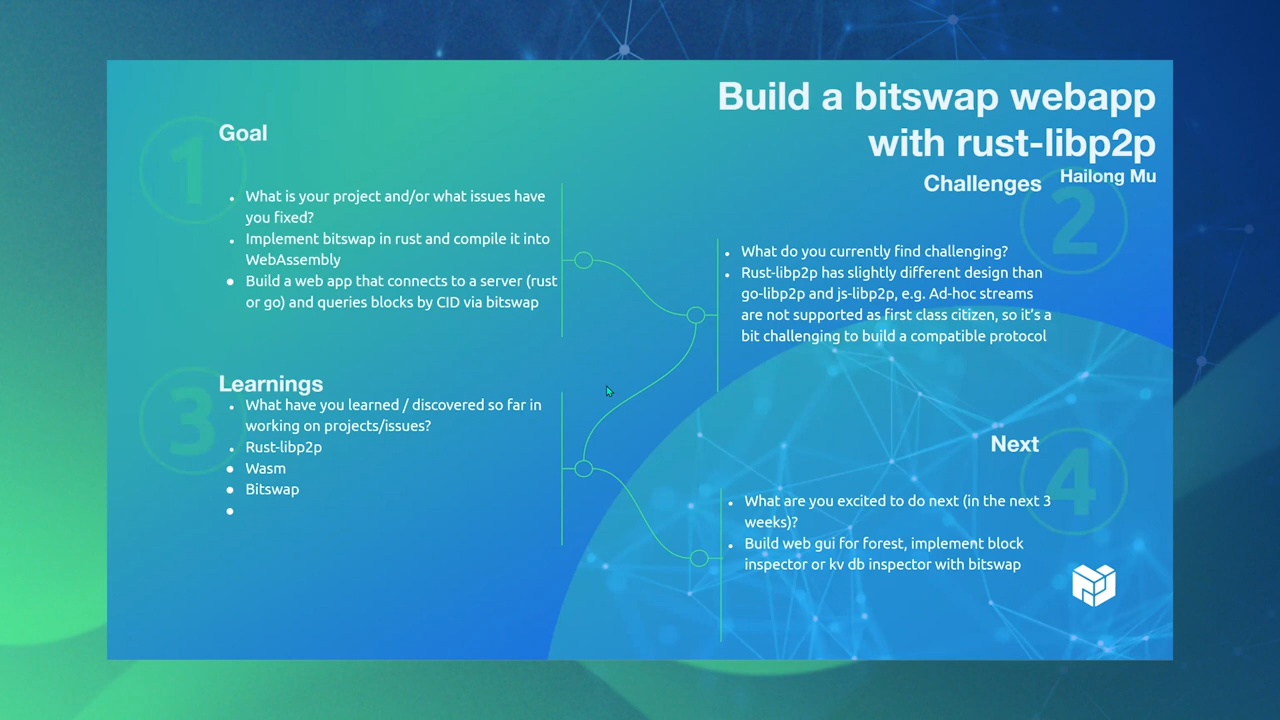 Build a bitswap webapp
with rust-libp2p
Hailong Mu
1
Goal
What is your project and/or what issues have
you fixed?
Implement bitswap in rust and compile it into
WebAssembly
Build a web app that connects to a server (rust
or go) and queries blocks by CID via bitswap
2
Challenges
What do you currently find challenging?
Rust-libp2p has slightly different design than
go-libp2p and js-libp2p, e.g. Ad-hoc streams
are not supported as first class citizen, so it's a
bit challenging to build a compatible protocol
3
Learnings
What have you learned / discovered so far in
working on projects/issues?
Rust-libp2p
Wasm
Bitswap
4
Next
What are you excited to do next (in the next 3
weeks)?
Build web gui for forest, implement block
inspector or kv db inspector with bitswap